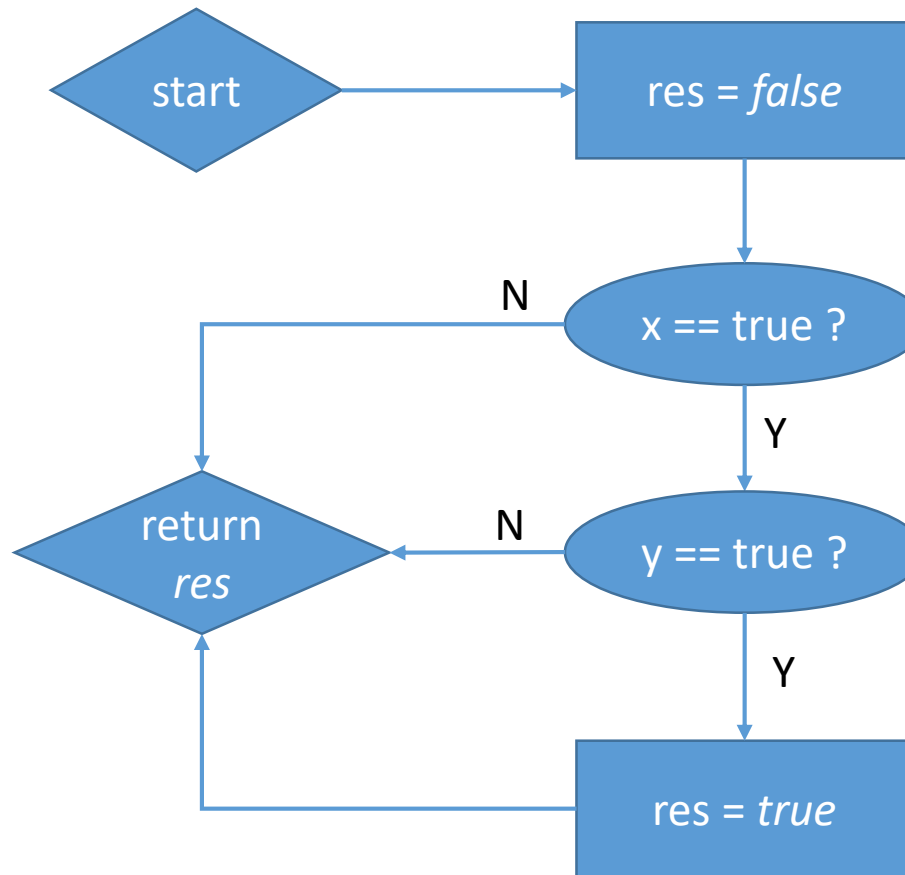 start
res = false
N
x == true ?
Y
return
res
N
y == true ?
Y
res = true